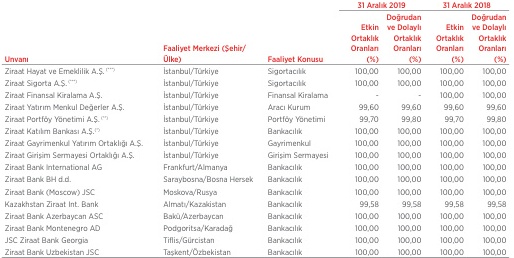 31 Aralık 2019 31 Aralık 2018
Doğrudan Doğrudan
Etkin ve Dolaylı Etkin ve Dolaylı
Ortaklık Ortaklık Ortaklık Ortaklık
Faaliyet Merkezi (Şehir/ Oranları Oranları Oranları Oranları
Unvanı Ülke) Faaliyet Konusu (%) (%) (%) (%)
Ziraat Hayat ve Emeklilik A.Ş. (***) İstanbul/Türkiye Sigortacılık 100,00 100,00 100,00 100,00
Ziraat Sigorta A.Ş. (***) İstanbul/Türkiye Sigortacılık 100,00 100,00 100,00 100,00
Ziraat Finansal Kiralama A.Ş. İstanbul/Türkiye Finansal Kiralama - - 100,00 100,00
Ziraat Yatırım Menkul Değerler A.Ş. İstanbul/Türkiye Aracı Kurum 99,60 99,60 99,60 99,60
Ziraat Portföy Yönetimi A.Ş. (**) İstanbul/Türkiye Portföy Yönetimi 99,70 99,80 99,70 99,80
Ziraat Katılım Bankası A.Ş.(*) İstanbul/Türkiye Bankacılık 100,00 100,00 100,00 100,00
Ziraat Gayrimenkul Yatırım Ortaklığı A.Ş. İstanbul/Türkiye Gayrimenkul 100,00 100,00 100,00 100,00
Ziraat Girişim Sermayesi Ortaklığı A.Ş. İstanbul/Türkiye Girişim Sermayesi 100,00 100,00 100,00 100,00
Ziraat Bank International AG Frankfurt/Almanya Bankacılık 100,00 100,00 100,00 100,00
Ziraat Bank BH d.d. Saraybosna/Bosna Hersek Bankacılık 100,00 100,00 100,00 100,00
Ziraat Bank (Moscow) JSC Moskova/Rusya Bankacılık 100,00 100,00 100,00 100,00
Kazakhstan Ziraat Int. Bank Almatı/Kazakistan Bankacılık 99,58 99,58 99,58 99,58
Ziraat Bank Azerbaycan ASC Bakü/Azerbaycan Bankacılık 100,00 100,00 100,00 100,00
Ziraat Bank Montenegro AD Podgoritsa/Karadağ Bankacılık 100,00 100,00 100,00 100,00
JSC Ziraat Bank Georgia Tiflis/Gürcistan Bankacılık 100,00 100,00 100,00 100,00
Ziraat Bank Uzbekistan JSC Taşkent/Özbekistan Bankacılık 100,00 100,00 100,00 100,00